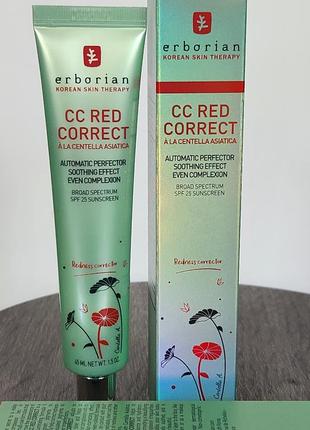 erborian
KOREAN SKIN THERAPY
CC RED
CORRECT
À LA CENTELLA ASIATICA
AUTOMATIC PERFECTOR
SOOTHING EFFECT
EVEN COMPLEXION
BROAD SPECTRUM
SPF 25 SUNSCREEN
Redness corrector
Centella A.
45 ML NET WT. 1.5 OZ
erborian
KOREAN SKIN THERAPY
CC RED
CORRECT
À LA CENTELLA ASIATICA
AUTOMATIC PERFECTOR
SOOTHING EFFECT
EVEN COMPLEXION
BROAD SPECTRUM
SPF 25 SUNSCREEN
Redness corrector
Centella A.